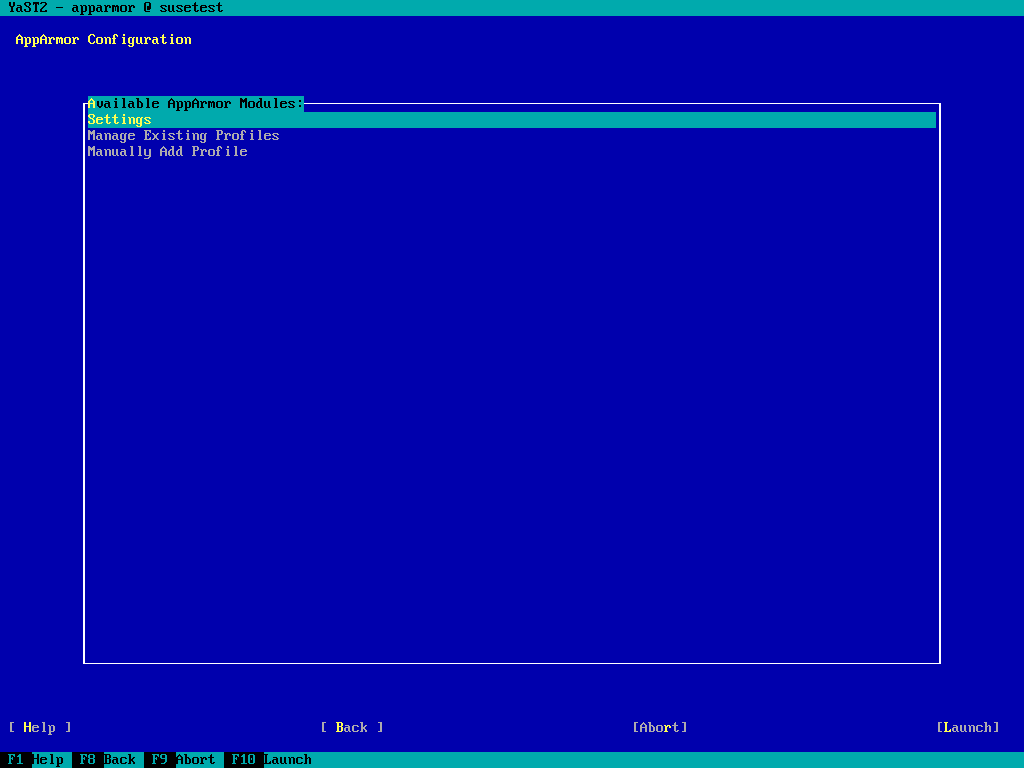 YaST2 - apparmor @ susetest
AppArmor Configuration
Available AppArmor Modules:
Settings
Manage Existing Profiles
Manually Add Profile
[ Help ] [ Back ] [Abort] [Launch]
F1 Help F8 Back F9 Abort F10 Launch